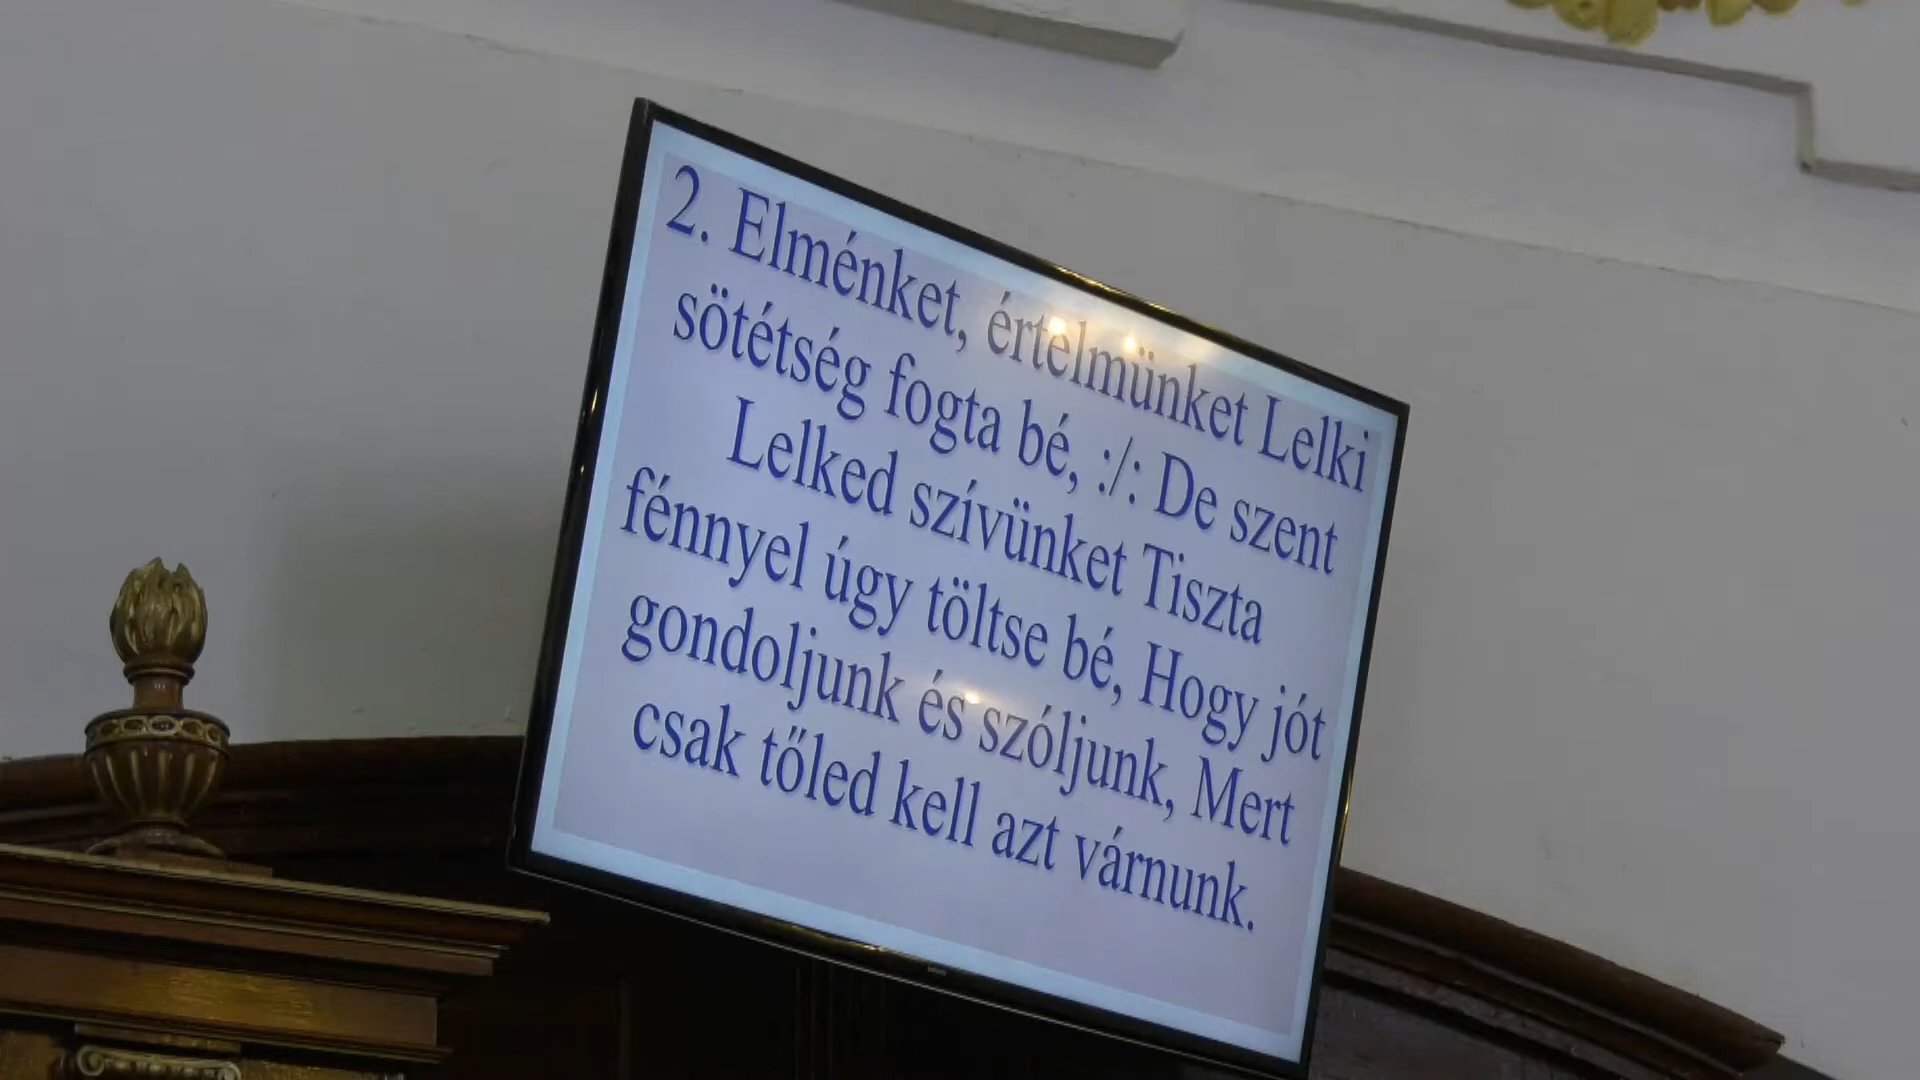 2. Elménket, értelmünket Lelki
sötétség fogta bé, :/: De szent
Lelked szívünket Tiszta
fénnyel úgy töltse bé, Hogy jót
gondoljunk és szóljunk, Mert
csak tőled kell azt várnunk.